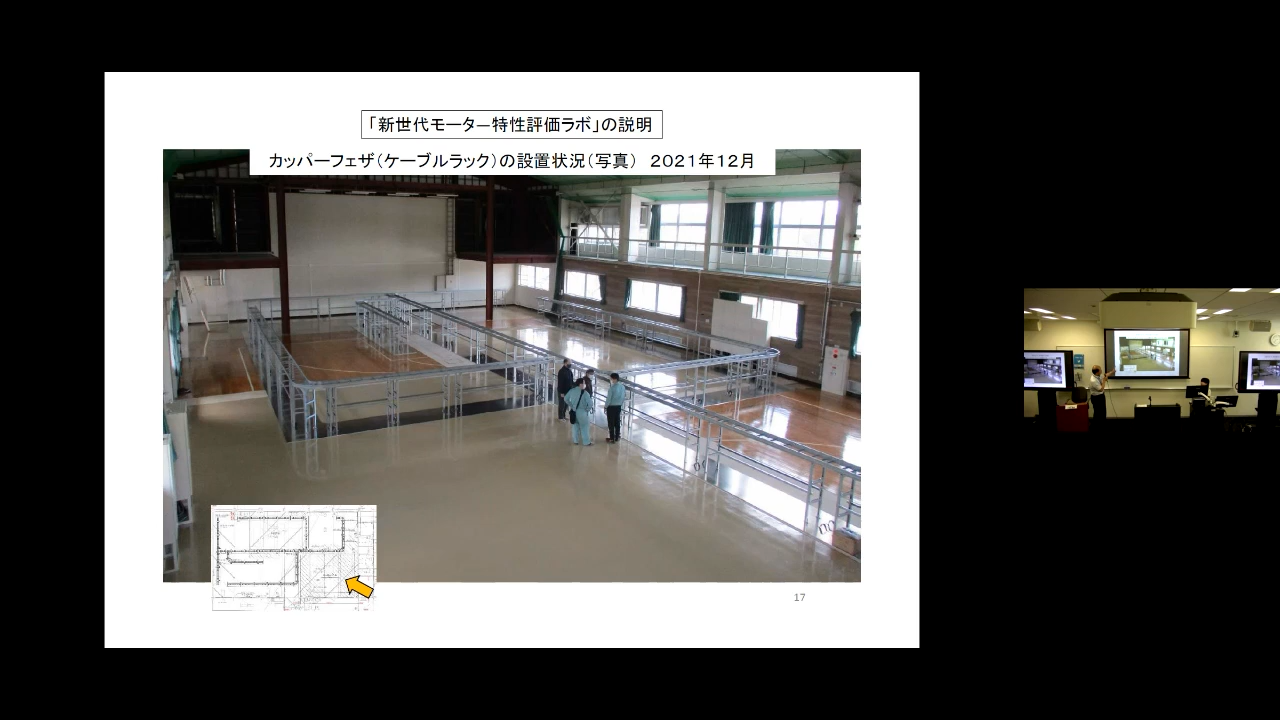 「新世代モーター特性評価ラボ」の説明
カッパーフェザ(ケーブルラック)の設置状況(写真) 2021年12月
17